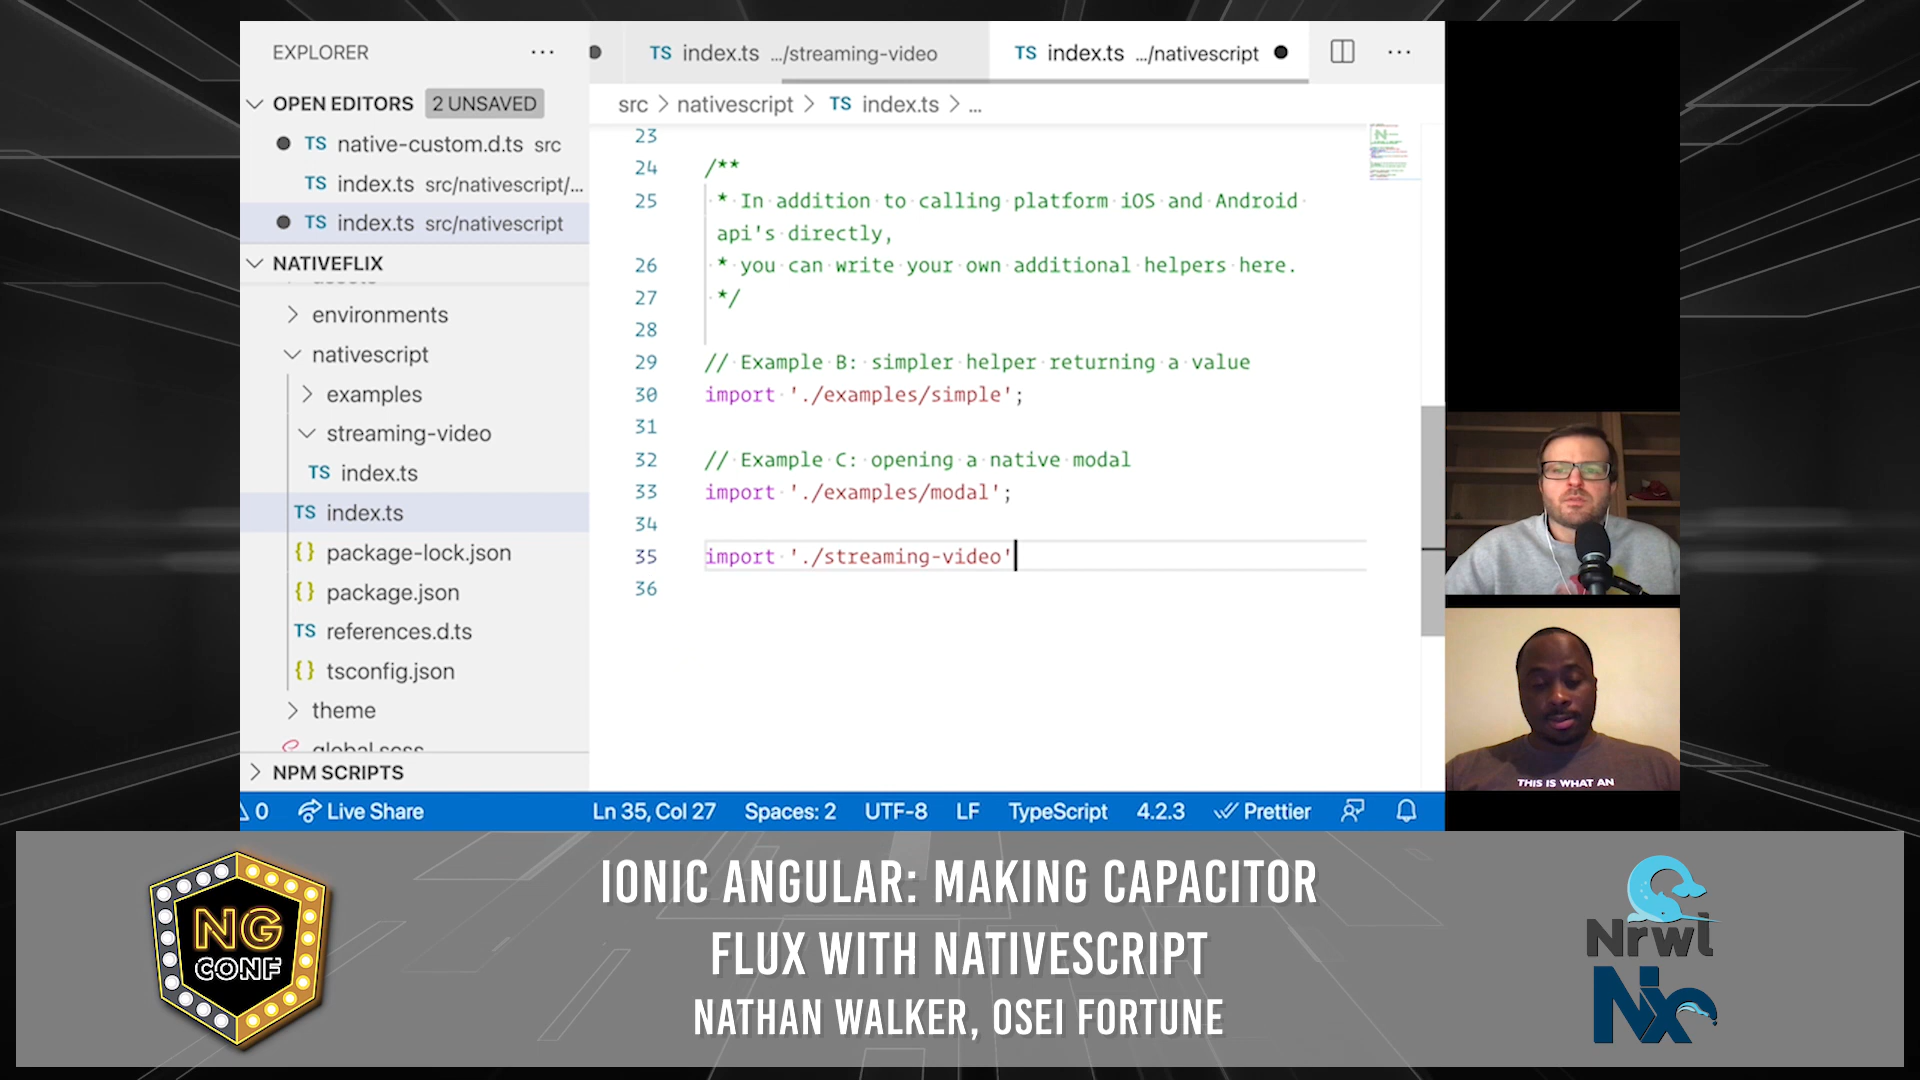 EXPLORER
OPEN EDITORS 2 UNSAVED
TS native-custom.d.ts src
TS index.ts src/nativescript/...
TS index.ts src/nativescript
NATIVEFLIX
environments
nativescript
examples
streaming-video
TS index.ts
TS index.ts
{} package-lock.json
{} package.json
TS references.d.ts
{} tsconfig.json
theme
global.scss
NPM SCRIPTS
TS index.ts .../streaming-video
TS index.ts .../nativescript
src > nativescript > TS index.ts > ...
23
24 /**
25 * In addition to calling platform iOS and Android
api's directly,
26 * you can write your own additional helpers here.
27 */
28
29 // Example B: simpler helper returning a value
30 import './examples/simple';
31
32 // Example C: opening a native modal
33 import './examples/modal';
34
35 import './streaming-video'
36
0 Live Share Ln 35, Col 27 Spaces: 2 UTF-8 LF TypeScript 4.2.3 Prettier
THIS IS WHAT AN
NG
CONF
IONIC ANGULAR: MAKING CAPACITOR
FLUX WITH NATIVESCRIPT
NATHAN WALKER, OSEI FORTUNE
Nrwl
Nx